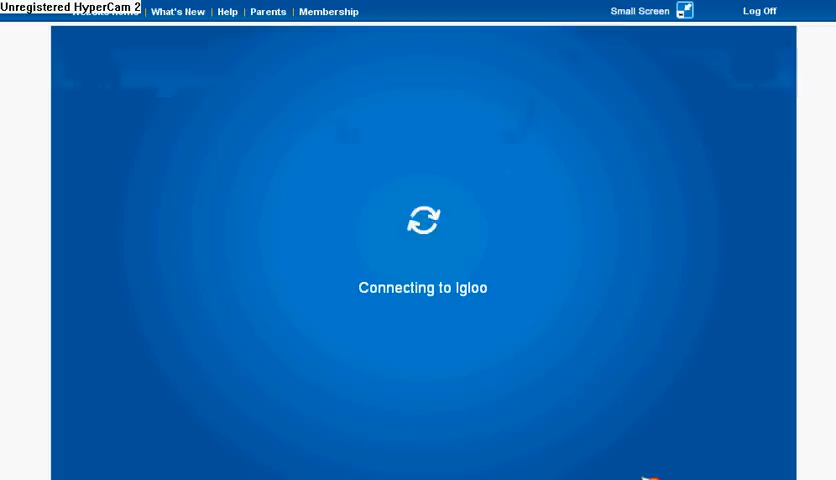 Unregistered HyperCam 2
What's New | Help | Parents | Membership
Small Screen
Log Off
Connecting to Igloo